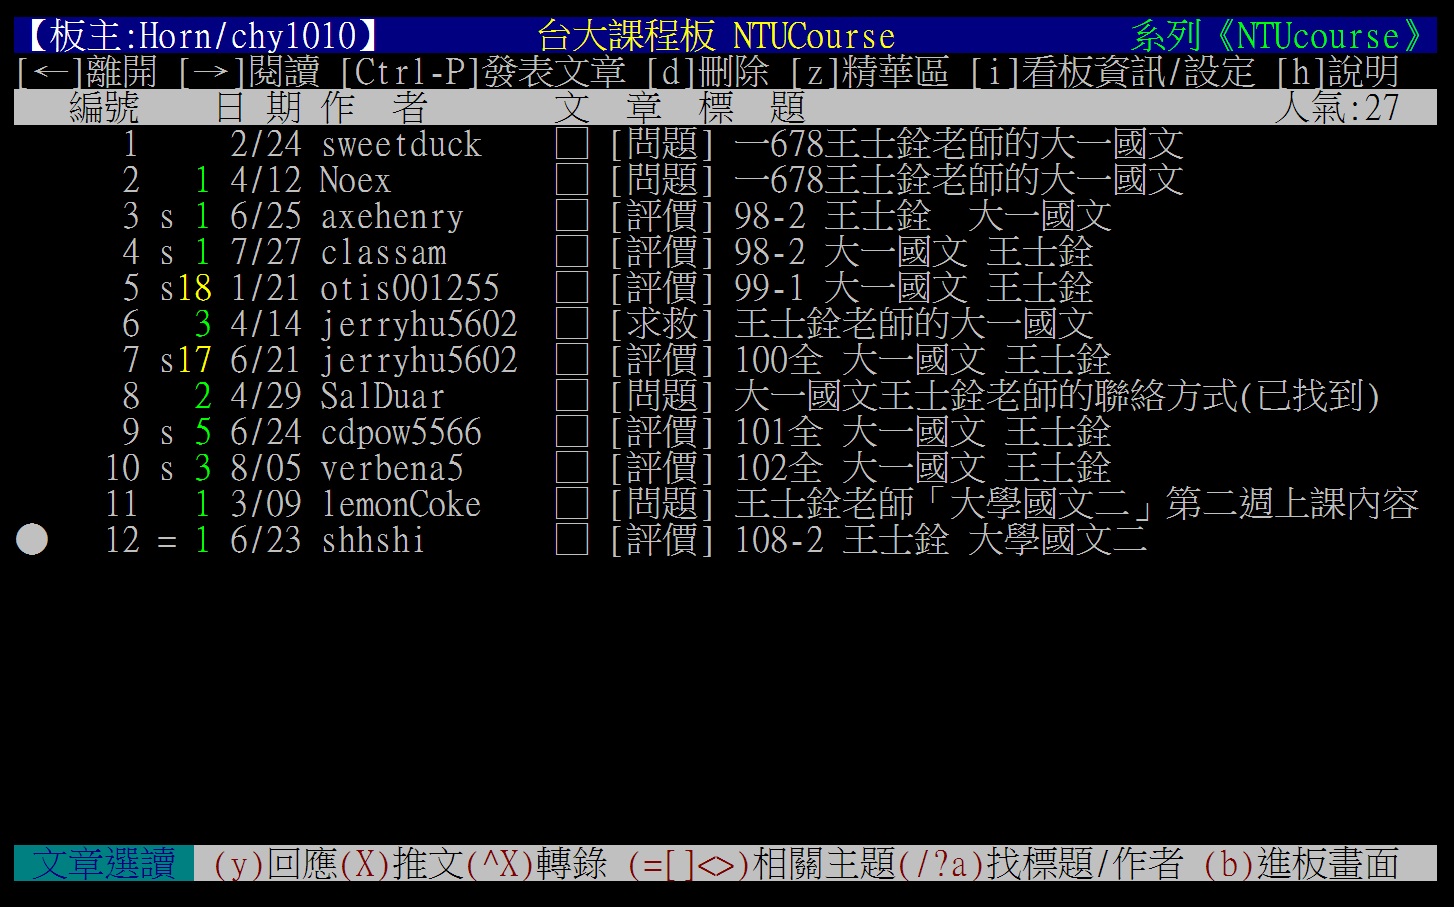 【板主:Horn/chy1010】 台大課程板 NTUCourse 系列《NTUcourse》
[←]離開 [→]閱讀 [Ctrl-P]發表文章 [d]刪除 [z]精華區 [i]看板資訊/設定 [h]說明
編號 日 期 作 者 文 章 標 題 人氣:27
1 2/24 sweetduck □ [問題] 一678王士銓老師的大一國文
2 1 4/12 Noex □ [問題] 一678王士銓老師的大一國文
3 s 1 6/25 axehenry □ [評價] 98-2 王士銓 大一國文
4 s 1 7/27 classam □ [評價] 98-2 大一國文 王士銓
5 s18 1/21 otis001255 □ [評價] 99-1 大一國文 王士銓
6 3 4/14 jerryhu5602 □ [求救] 王士銓老師的大一國文
7 s17 6/21 jerryhu5602 □ [評價] 100全 大一國文 王士銓
8 2 4/29 SalDuar □ [問題] 大一國文王士銓老師的聯絡方式(已找到)
9 s 5 6/24 cdpow5566 □ [評價] 101全 大一國文 王士銓
10 s 3 8/05 verbena5 □ [評價] 102全 大一國文 王士銓
11 1 3/09 lemonCoke □ [問題] 王士銓老師「大學國文二」第二週上課內容
● 12 = 1 6/23 shhshi □ [評價] 108-2 王士銓 大學國文二
文章選讀 (y)回應(X)推文(^X)轉錄 (=[]<>)相關主題(/?a)找標題/作者 (b)進板畫面